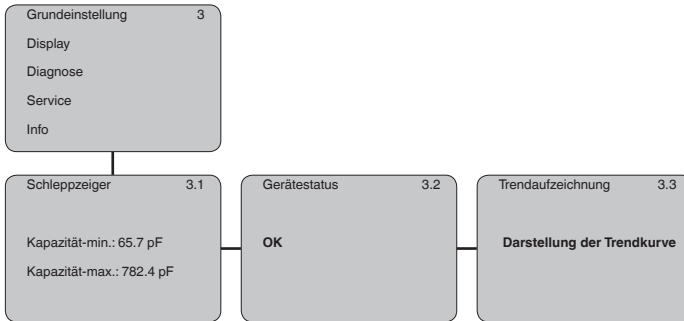 Grundeinstellung 3
Display
Diagnose
Service
Info
Schleppzeiger 3.1
Kapazität-min.: 65.7 pF
Kapazität-max.: 782.4 pF
Gerätestatus 3.2
OK
Trendaufzeichnung 3.3
Darstellung der Trendkurve